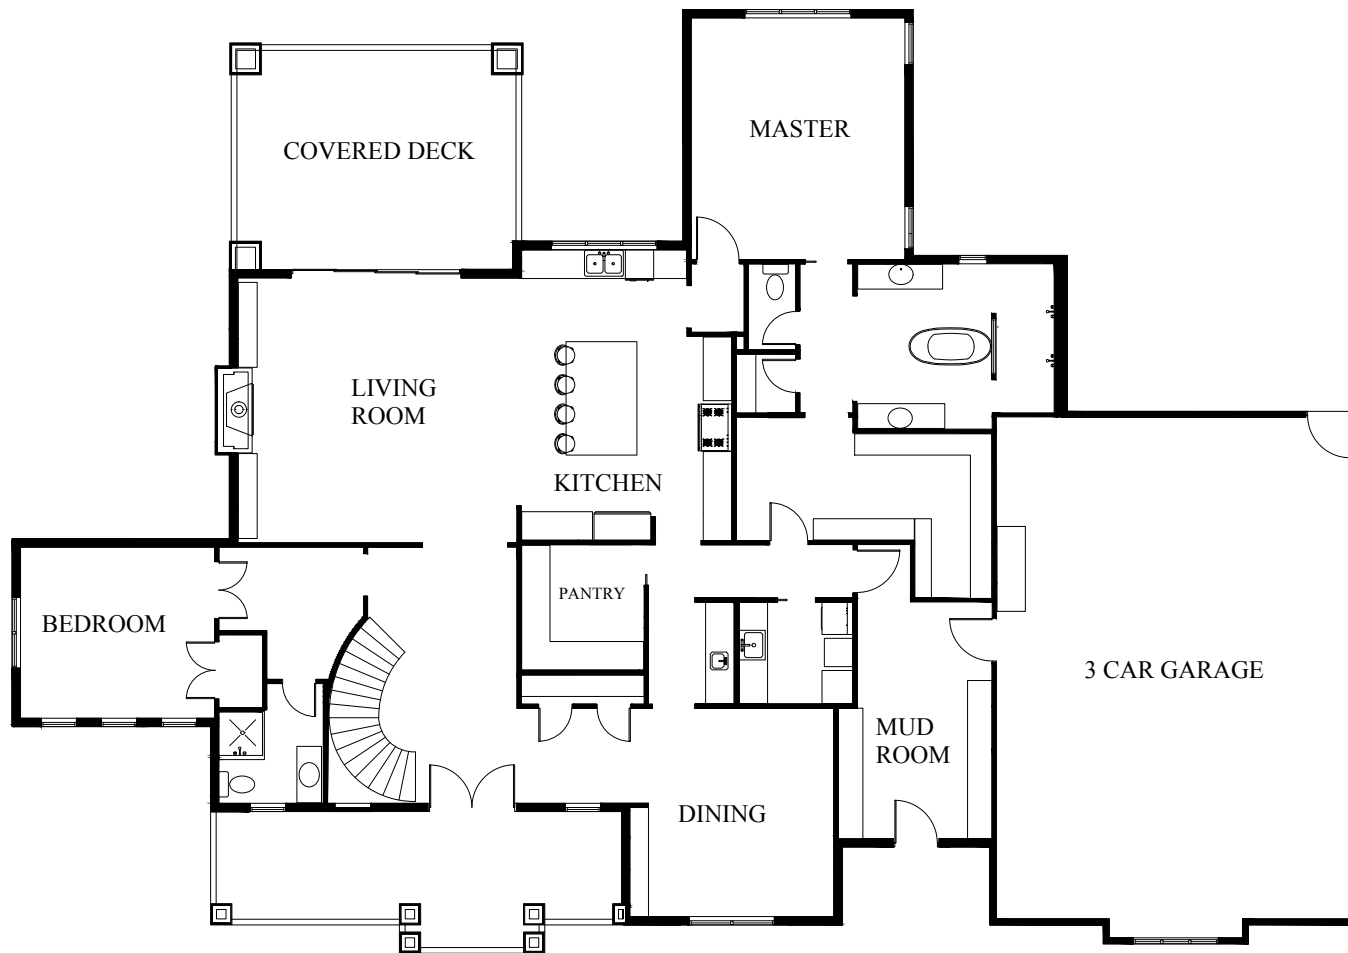 MASTER
COVERED DECK
LIVING
ROOM
KITCHEN
PANTRY
BEDROOM
3 CAR GARAGE
MUD
ROOM
DINING